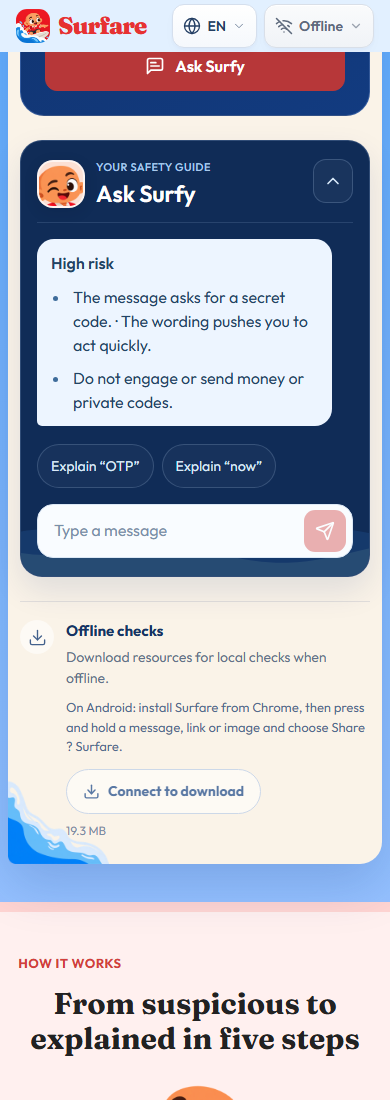 Surfare
EN
Offline
Ask Surfy
YOUR SAFETY GUIDE
Ask Surfy
High risk
• The message asks for a secret
code. · The wording pushes you to
act quickly.
• Do not engage or send money or
private codes.
Explain “OTP”
Explain “now”
Type a message
Offline checks
Download resources for local checks when
offline.
On Android: install Surfare from Chrome, then press
and hold a message, link or image and choose Share
? Surfare.
Connect to download
19.3 MB
HOW IT WORKS
From suspicious to
explained in five steps